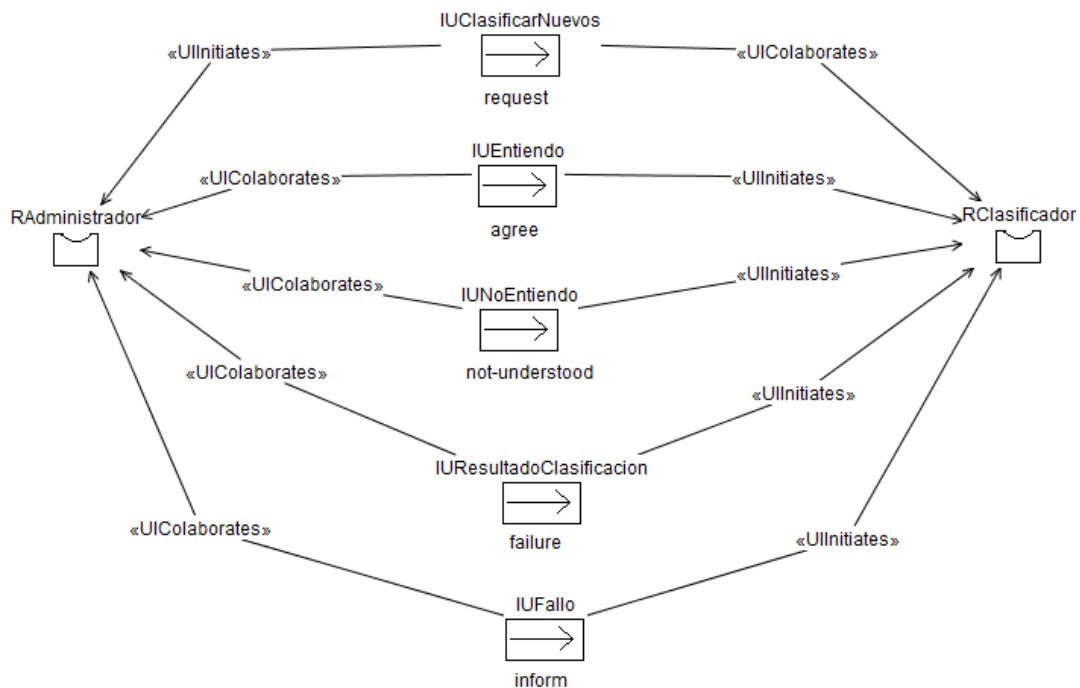 IUClasificarNuevos
«UIInitiates»
«UIColaborates»
request
IUEntiendo
«UIColaborates»
«UIInitiates»
RAdministrador
RClasificador
agree
«UIColaborates»
«UIInitiates»
IUNoEntiendo
not-understood
«UIColaborates»
«UIInitiates»
IUResultadoClasificacion
failure
«UIColaborates»
«UIInitiates»
IUFallo
inform